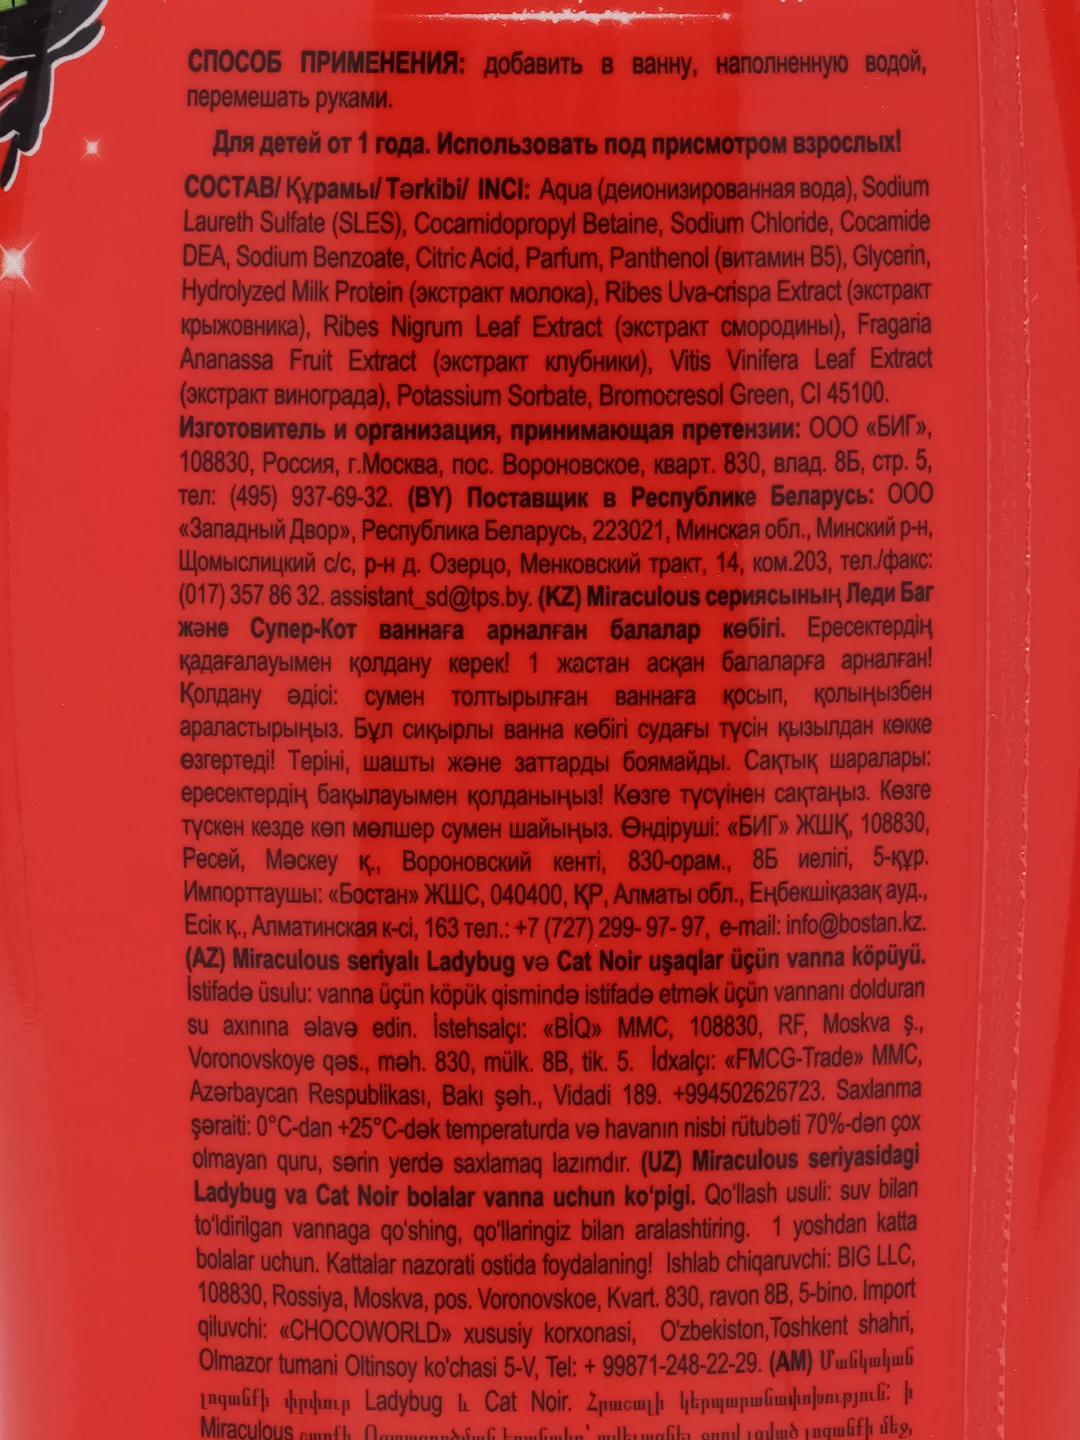 СПОСОБ ПРИМЕНЕНИЯ: добавить в ванну, наполненную водой,
перемешать руками.
Для детей от 1 года. Использовать под присмотром взрослых!
СОСТАВ/ Құрамы/ Tərkibi/ INCI: Aqua (деионизированная вода), Sodium
Laureth Sulfate (SLES), Cocamidopropyl Betaine, Sodium Chloride, Cocamide
DEA, Sodium Benzoate, Citric Acid, Parfum, Panthenol (витамин B5), Glycerin,
Hydrolyzed Milk Protein (экстракт молока), Ribes Uva-crispa Extract (экстракт
крыжовника), Ribes Nigrum Leaf Extract (экстракт смородины), Fragaria
Ananassa Fruit Extract (экстракт клубники), Vitis Vinifera Leaf Extract
(экстракт винограда), Potassium Sorbate, Bromocresol Green, CI 45100.
Изготовитель и организация, принимающая претензии: ООО «БИГ»,
108830, Россия, г.Москва, пос. Вороновское, кварт. 830, влад. 8Б, стр. 5,
тел: (495) 937-69-32. (BY) Поставщик в Республике Беларусь: ООО
«Западный Двор», Республика Беларусь, 223021, Минская обл., Минский р-н,
Щомыслицкий с/с, р-н д. Озерцо, Менковский тракт, 14, ком.203, тел./факс:
(017) 357 86 32. assistant_sd@tps.by. (KZ) Miraculous сериясының Леди Баг
және Супер-Кот ваннаға арналған балалар көбігі. Ересектердің
қадағалауымен қолдану керек! 1 жастан асқан балаларға арналған!
Қолдану әдісі: сумен толтырылған ваннаға қосып, қолыңызбен
араластырыңыз. Бұл сиқырлы ванна көбігі судағы түсін қызылдан көкке
өзгертеді! Теріні, шашты және заттарды боямайды. Сақтық шаралары:
ересектердің бақылауымен қолданыңыз! Көзге түсуінен сақтаңыз. Көзге
түскен кезде көп мөлшер сумен шайыңыз. Өндіруші: «БИГ» ЖШҚ, 108830,
Ресей, Мәскеу қ., Вороновский кенті, 830-орам., 8Б иелігі, 5-құр.
Импорттаушы: «Бостан» ЖШС, 040400, ҚР, Алматы обл., Еңбекшіқазақ ауд.,
Есік қ., Алматинская к-сі, 163 тел.: +7 (727) 299- 97- 97, e-mail: info@bostan.kz.
(AZ) Miraculous seriyalı Ladybug və Cat Noir uşaqlar üçün vanna köpüyü.
İstifadə üsulu: vanna üçün köpük qismində istifadə etmək üçün vannanı dolduran
su axınına əlavə edin. İstehsalçı: «BİQ» MMC, 108830, RF, Moskva ş.,
Voronovskoye qəs., məh. 830, mülk. 8B, tik. 5. İdxalçı: «FMCG-Trade» MMC,
Azərbaycan Respublikası, Bakı şəh., Vidadi 189. +994502626723. Saxlanma
şəraiti: 0°C-dan +25°C-dək temperaturda və havanın nisbi rütubəti 70%-dən çox
olmayan quru, sərin yerdə saxlamaq lazımdır. (UZ) Miraculous seriyasidagi
Ladybug va Cat Noir bolalar vanna uchun ko‘pigi. Qo‘llash usuli: suv bilan
to‘ldirilgan vannaga qo‘shing, qo‘llaringiz bilan aralashtiring. 1 yoshdan katta
bolalar uchun. Kattalar nazorati ostida foydalaning! Ishlab chiqaruvchi: BIG LLC,
108830, Rossiya, Moskva, pos. Voronovskoe, Kvart. 830, ravon 8B, 5-bino. Import
qiluvchi: «CHOCOWORLD» xususiy korxonasi, O'zbekiston,Toshkent shahri,
Olmazor tumani Oltinsoy ko'chasi 5-V, Tel: + 99871-248-22-29. (AM) Մանկական
լոգանքի փրփուր Ladybug և Cat Noir. Հրաշալի կերպարանափոխություն: ի
Miraculous